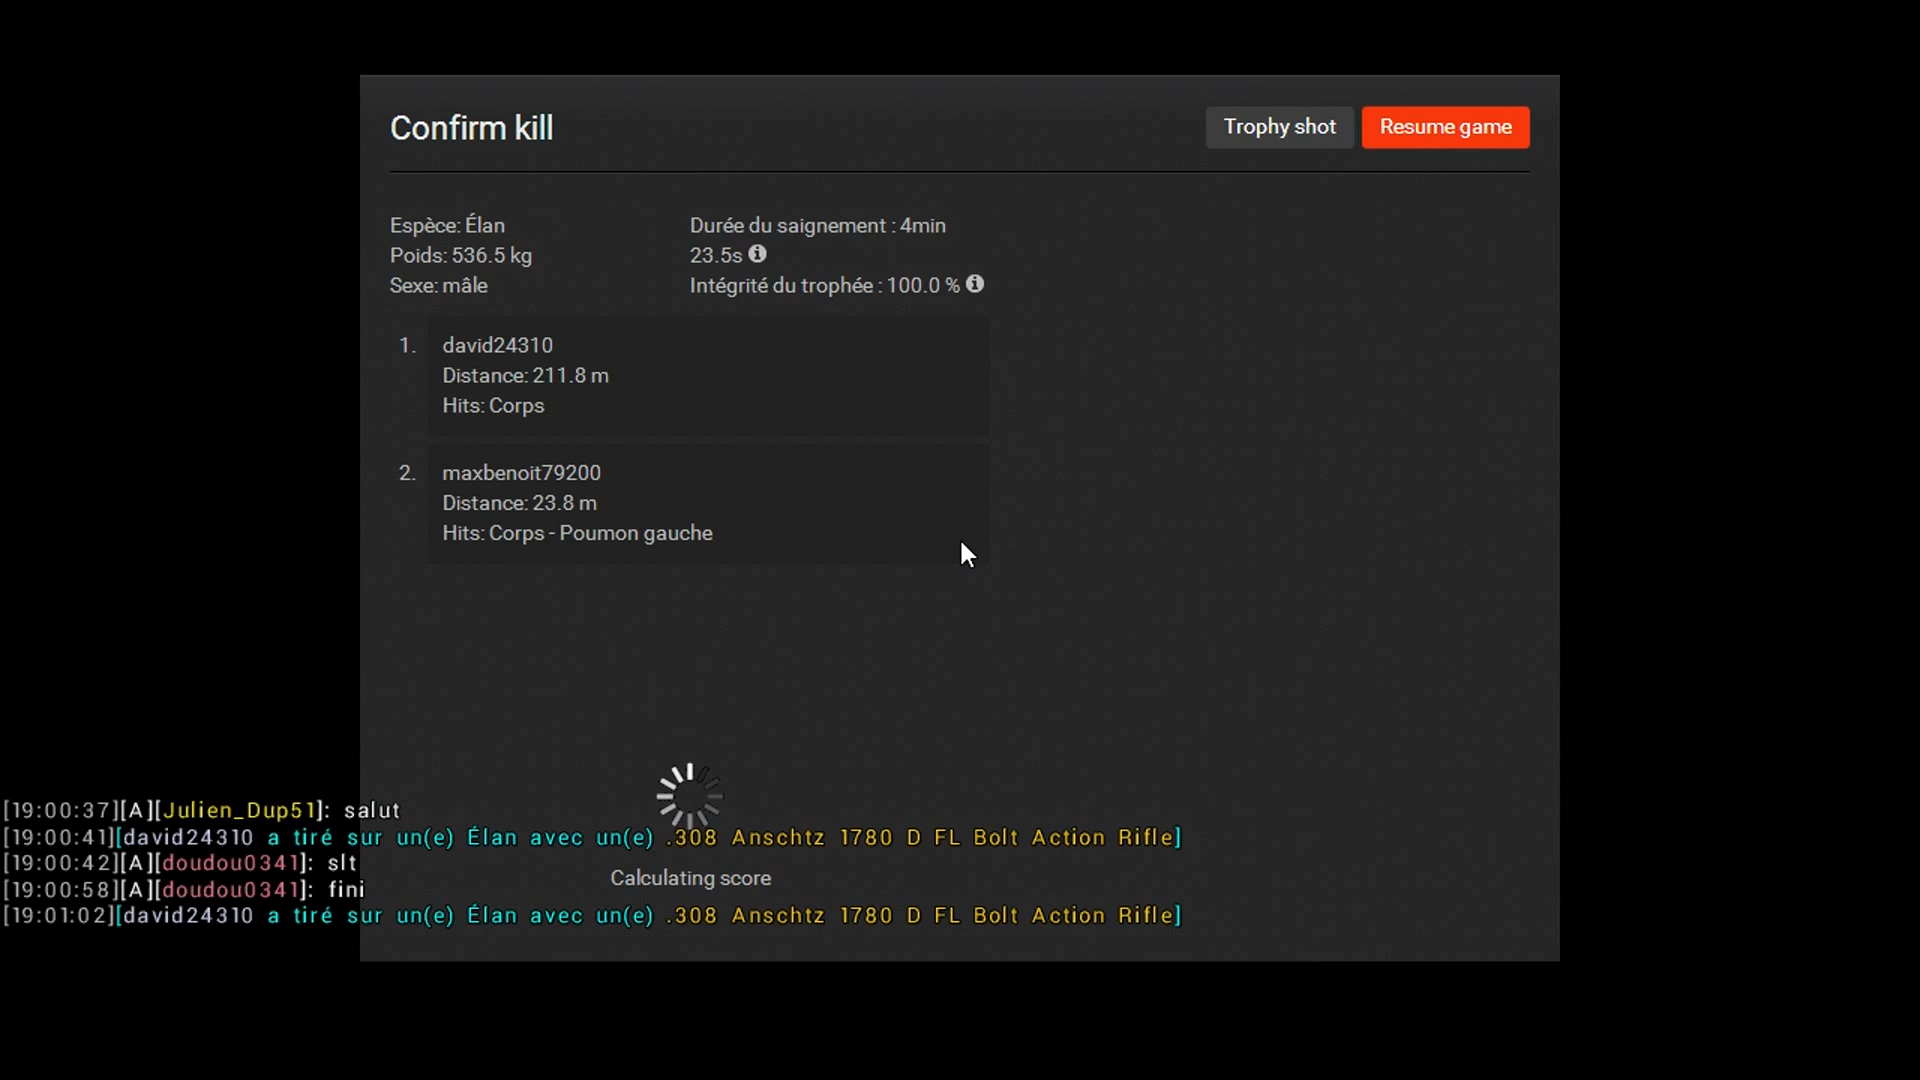 Confirm kill
Trophy shot
Resume game
Espèce: Élan
Poids: 536.5 kg
Sexe: mâle
Durée du saignement : 4min
23.5s
Intégrité du trophée : 100.0 %
1.
david24310
Distance: 211.8 m
Hits: Corps
2.
maxbenoit79200
Distance: 23.8 m
Hits: Corps - Poumon gauche
[19:00:37][A][Julien_Dup51]: salut
[19:00:41][david24310 a tiré sur un(e) Élan avec un(e) .308 Anschtz 1780 D FL Bolt Action Rifle]
[19:00:42][A][doudou0341]: slt
Calculating score
[19:00:58][A][doudou0341]: fini
[19:01:02][david24310 a tiré sur un(e) Élan avec un(e) .308 Anschtz 1780 D FL Bolt Action Rifle]